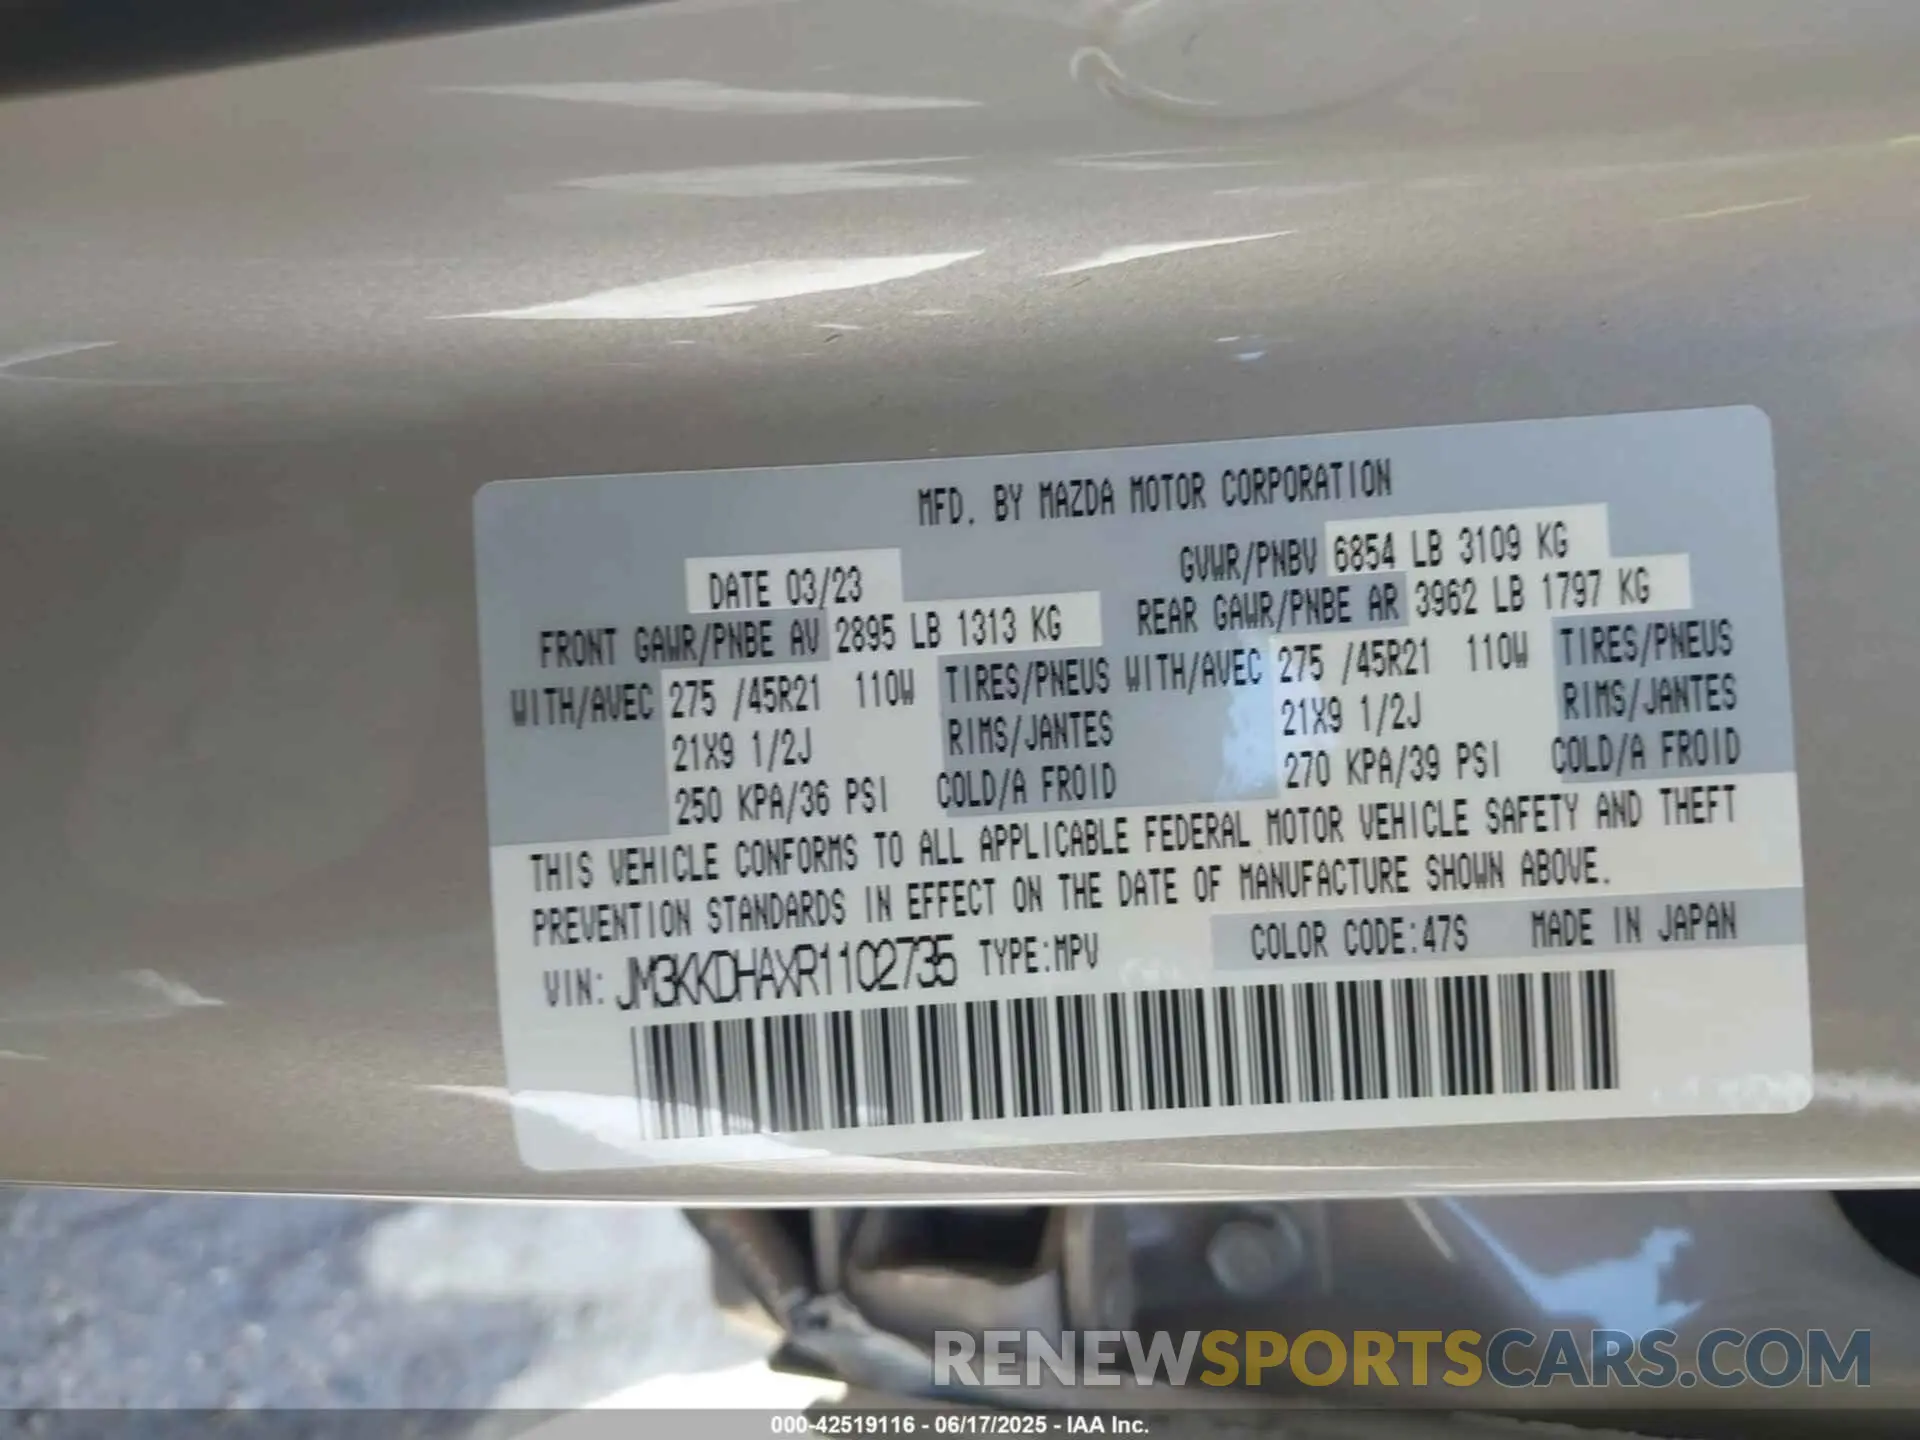 MFD. BY MAZDA MOTOR CORPORATION
DATE 03/23 GVWR/PNBV 6854 LB 3109 KG
FRONT GAWR/PNBE AV 2895 LB 1313 KG REAR GAWR/PNBE AR 3962 LB 1797 KG
WITH/AVEC 275 /45R21 110W TIRES/PNEUS WITH/AVEC 275 /45R21 110W TIRES/PNEUS
21X9 1/2J RIMS/JANTES 21X9 1/2J RIMS/JANTES
250 KPA/36 PSI COLD/A FROID 270 KPA/39 PSI COLD/A FROID
THIS VEHICLE CONFORMS TO ALL APPLICABLE FEDERAL MOTOR VEHICLE SAFETY AND THEFT
PREVENTION STANDARDS IN EFFECT ON THE DATE OF MANUFACTURE SHOWN ABOVE.
VIN: JM3KKDHAXR1102735 TYPE:MPV COLOR CODE:47S MADE IN JAPAN
RENEWSPORTSCARS.COM
000-42519116 - 06/17/2025 - IAA Inc.